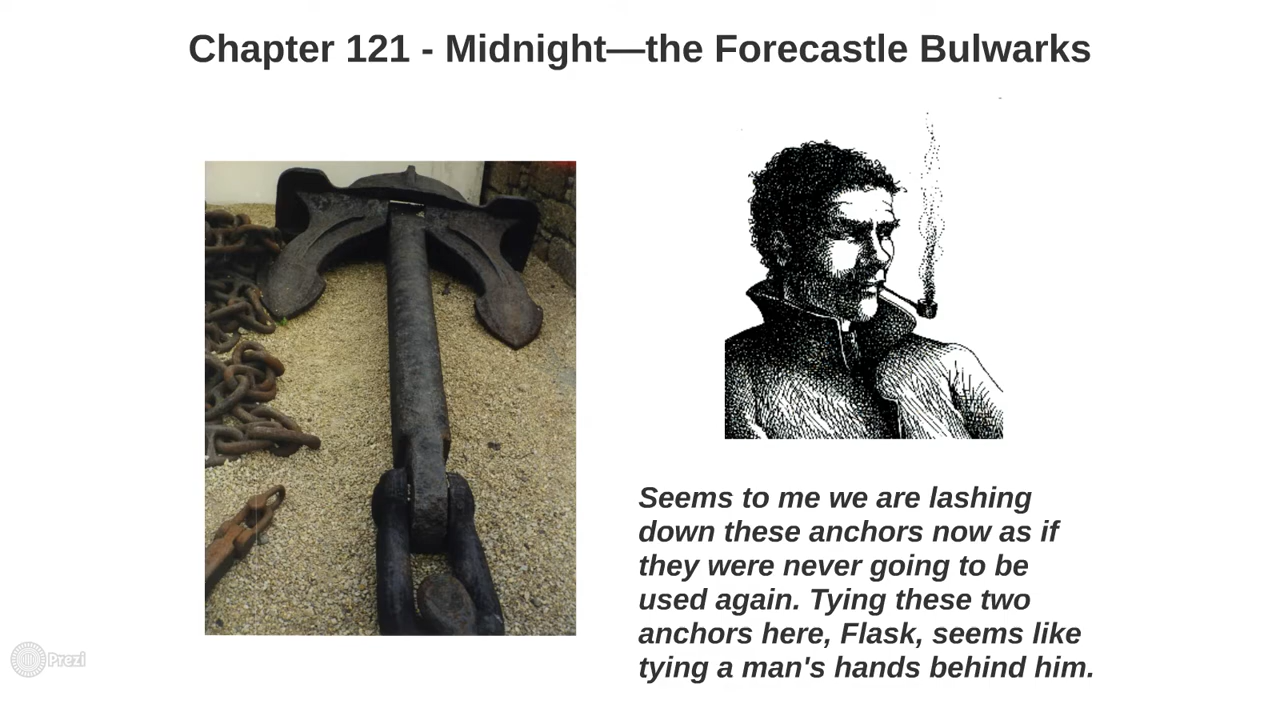 Chapter 121 - Midnight—the Forecastle Bulwarks
Seems to me we are lashing
down these anchors now as if
they were never going to be
used again. Tying these two
anchors here, Flask, seems like
tying a man's hands behind him.
Prezi